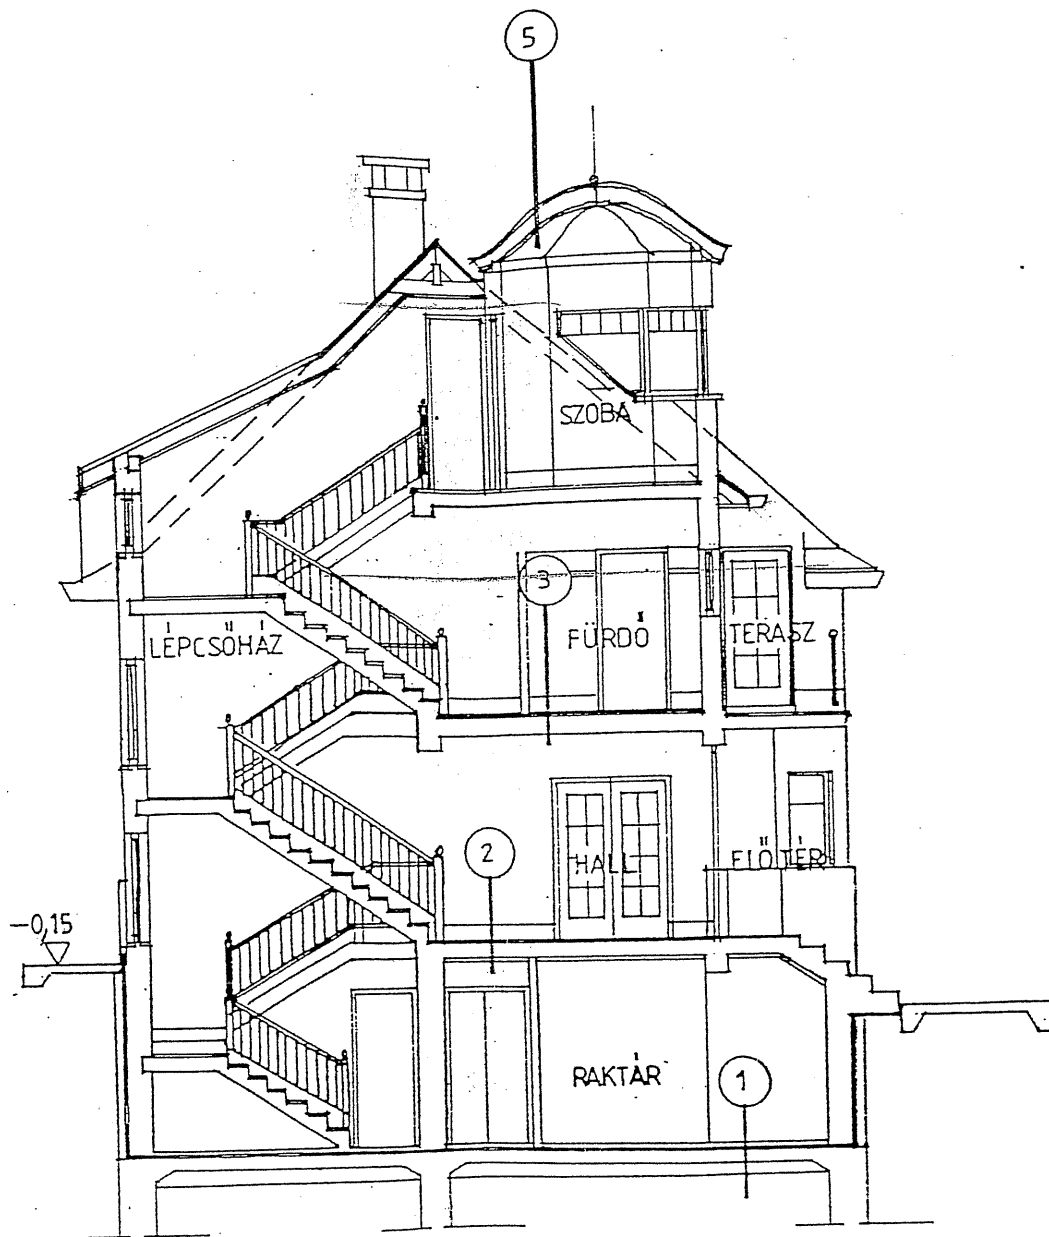 5
SZOBA
3
LÉPCSŐHÁZ
FÜRDŐ
TERASZ
2
HALL
ELŐTÉR
-0,15
RAKTÁR
1